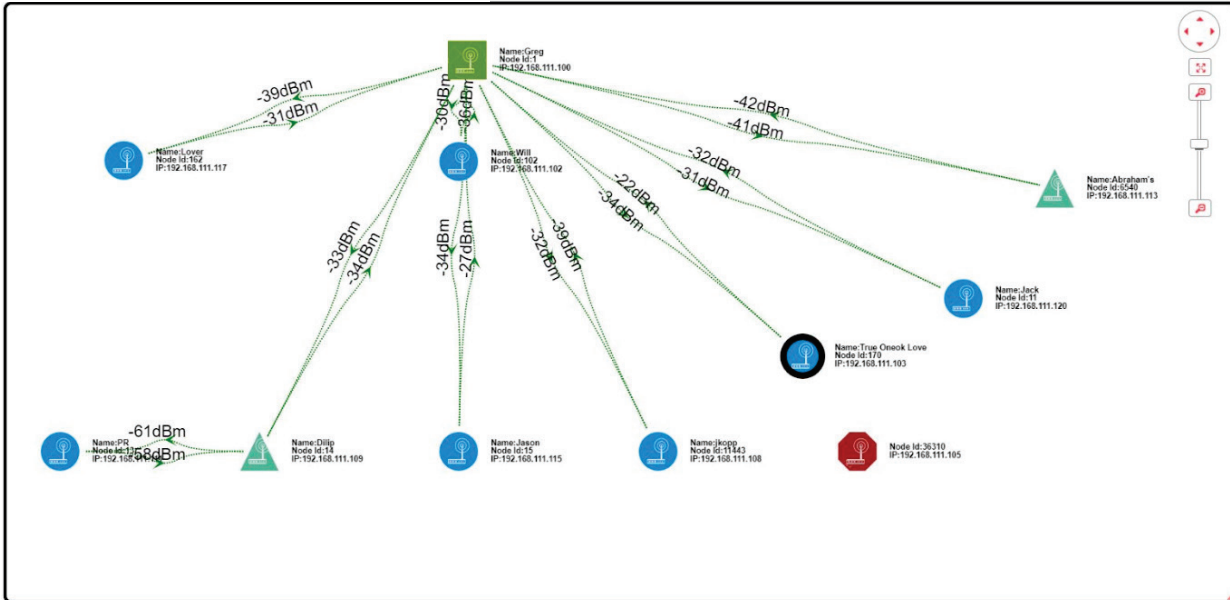 Name:Greg
Node Id:1
IP:192.168.111.100
-39dBm
-31dBm
-30dBm
-36dBm
-42dBm
-41dBm
Name:Lover
Node Id:162
IP:192.168.111.117
Name:Will
Node Id:102
IP:192.168.111.102
-32dBm
-31dBm
Name:Abraham's
Node Id:6540
IP:192.168.111.113
-22dBm
-34dBm
-33dBm
-34dBm
-34dBm
-27dBm
-39dBm
-32dBm
Name:Jack
Node Id:11
IP:192.168.111.120
Name:True Oneok Love
Node Id:170
IP:192.168.111.103
-61dBm
-58dBm
Name:PR
Name:Dilip
Node Id:14
IP:192.168.111.109
Name:Jason
Node Id:15
IP:192.168.111.115
Name:jkopp
Node Id:11443
IP:192.168.111.108
Node Id:36310
IP:192.168.111.105